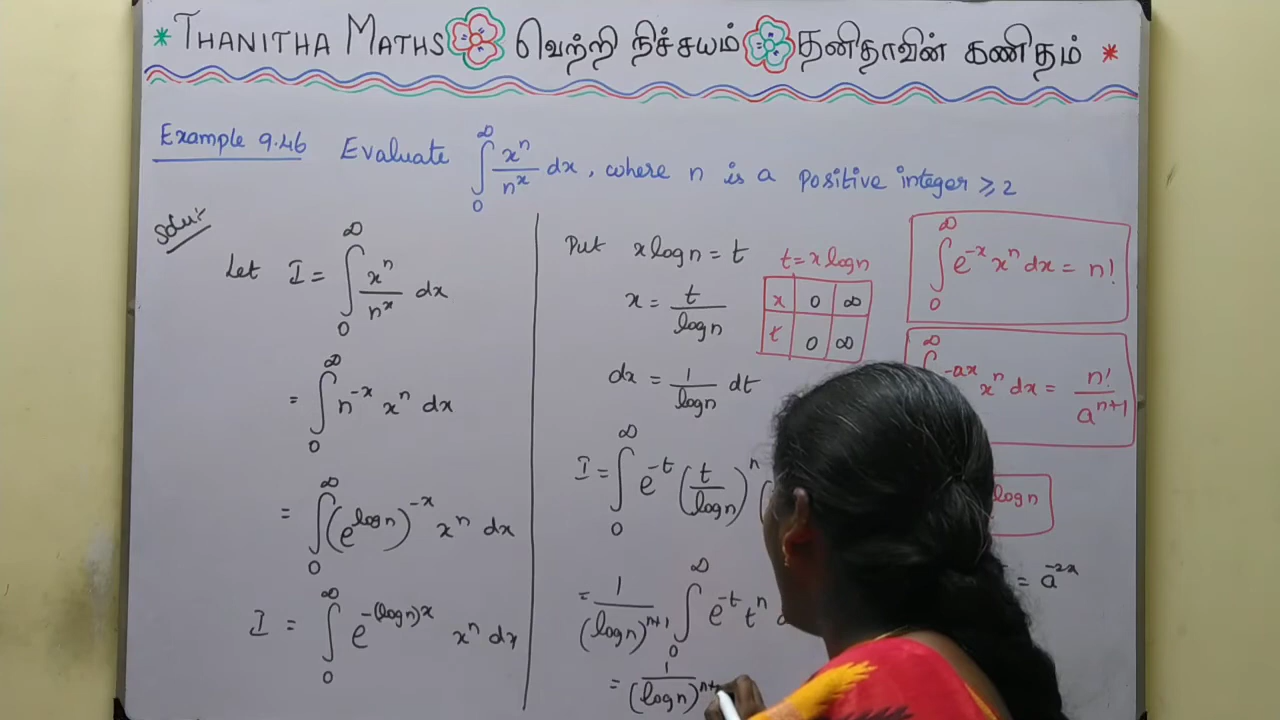 * THANITHA MATHS வெற்றி நிச்சயம் தனிதாவின் கணிதம் *
Example 9.46 Evaluate ∫₀^∞ xⁿ/nˣ dx, where n is a positive integer ≥ 2
Solu:-
Let I = ∫₀^∞ xⁿ/nˣ dx
= ∫₀^∞ n^(-x) xⁿ dx
= ∫₀^∞ (e^(log n))^(-x) xⁿ dx
I = ∫₀^∞ e^(-(log n)x) xⁿ dx
Put x log n = t
t = x log n
x = t/log n
x 0 ∞
t 0 ∞
dx = 1/log n dt
I = ∫₀^∞ e^(-t) (t/log n)ⁿ (
= 1/(log n)^(n+1) ∫₀^∞ e^(-t) tⁿ
= 1/(log n)
∫₀^∞ e^(-x) xⁿ dx = n!
∫ ^(-ax) xⁿ dx = n!/a^(n+1)
log n
= a^(-2x)